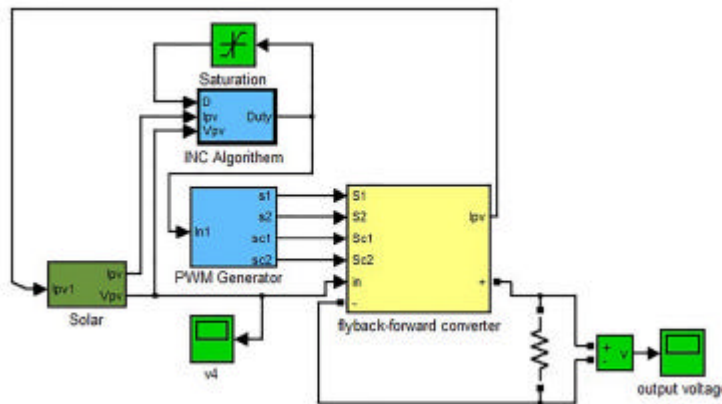 Saturation
D
Ipv
Vpv
Duty
INC Algorithem
In1
s1
s2
sc1
sc2
PWM Generator
S1
S2
Sc1
Sc2
in
-
Ipv
+
flyback-forward converter
Ipv1
Ipv
Vpv
Solar
v4
+
-
v
output voltage